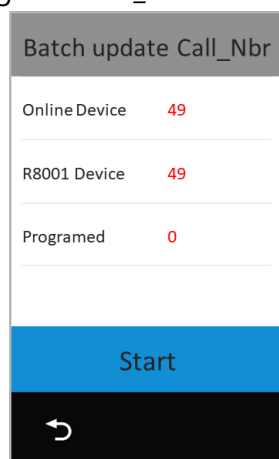 Batch update Call_Nbr
Online Device 49
R8001 Device 49
Programed 0
Start